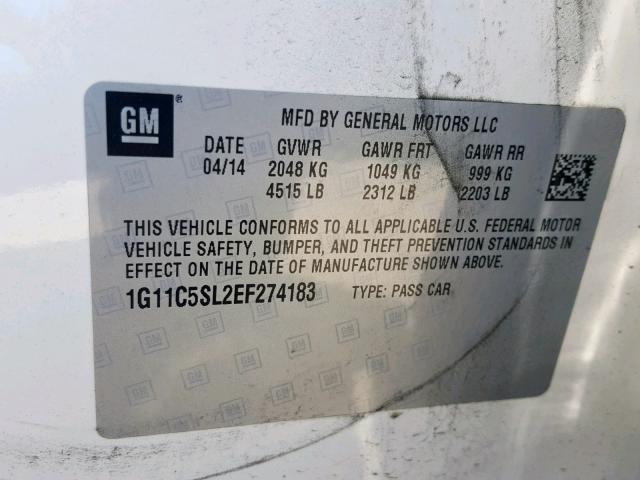 GM ®
MFD BY GENERAL MOTORS LLC
DATE GVWR GAWR FRT GAWR RR
04/14 2048 KG 1049 KG 999 KG
4515 LB 2312 LB 2203 LB
THIS VEHICLE CONFORMS TO ALL APPLICABLE U.S. FEDERAL MOTOR
VEHICLE SAFETY, BUMPER, AND THEFT PREVENTION STANDARDS IN
EFFECT ON THE DATE OF MANUFACTURE SHOWN ABOVE.
1G11C5SL2EF274183 TYPE: PASS CAR